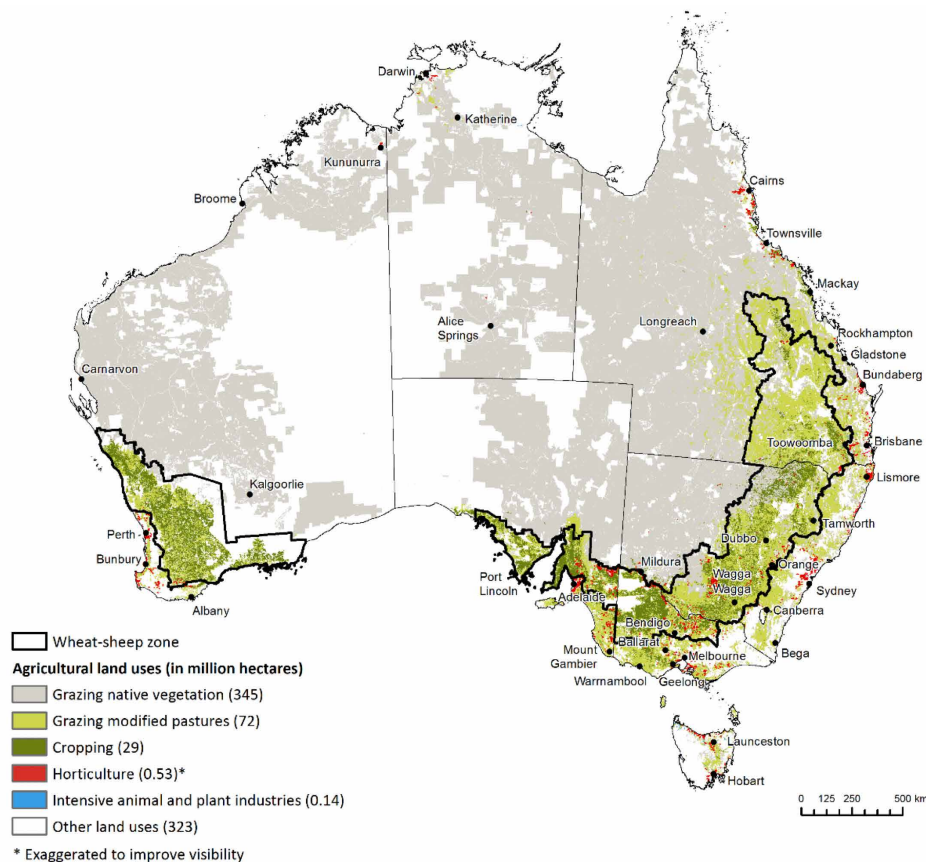 Darwin
Katherine
Kununurra
Cairns
Broome
Townsville
Mackay
Alice
Springs
Longreach
Rockhampton
Gladstone
Carnarvon
Bundaberg
Toowoomba
Brisbane
Lismore
Kalgoorlie
Tamworth
Perth
Dubbo
Bunbury
Mildura
Orange
Port
Lincoln
Wagga
Wagga
Sydney
Adelaide
Albany
Canberra
Bendigo
Ballarat
Mount
Gambier
Melbourne
Bega
Warrnambool
Geelong
Launceston
Hobart
Wheat-sheep zone
Agricultural land uses (in million hectares)
Grazing native vegetation (345)
Grazing modified pastures (72)
Cropping (29)
Horticulture (0.53)*
Intensive animal and plant industries (0.14)
Other land uses (323)
* Exaggerated to improve visibility
0 125 250 500 km